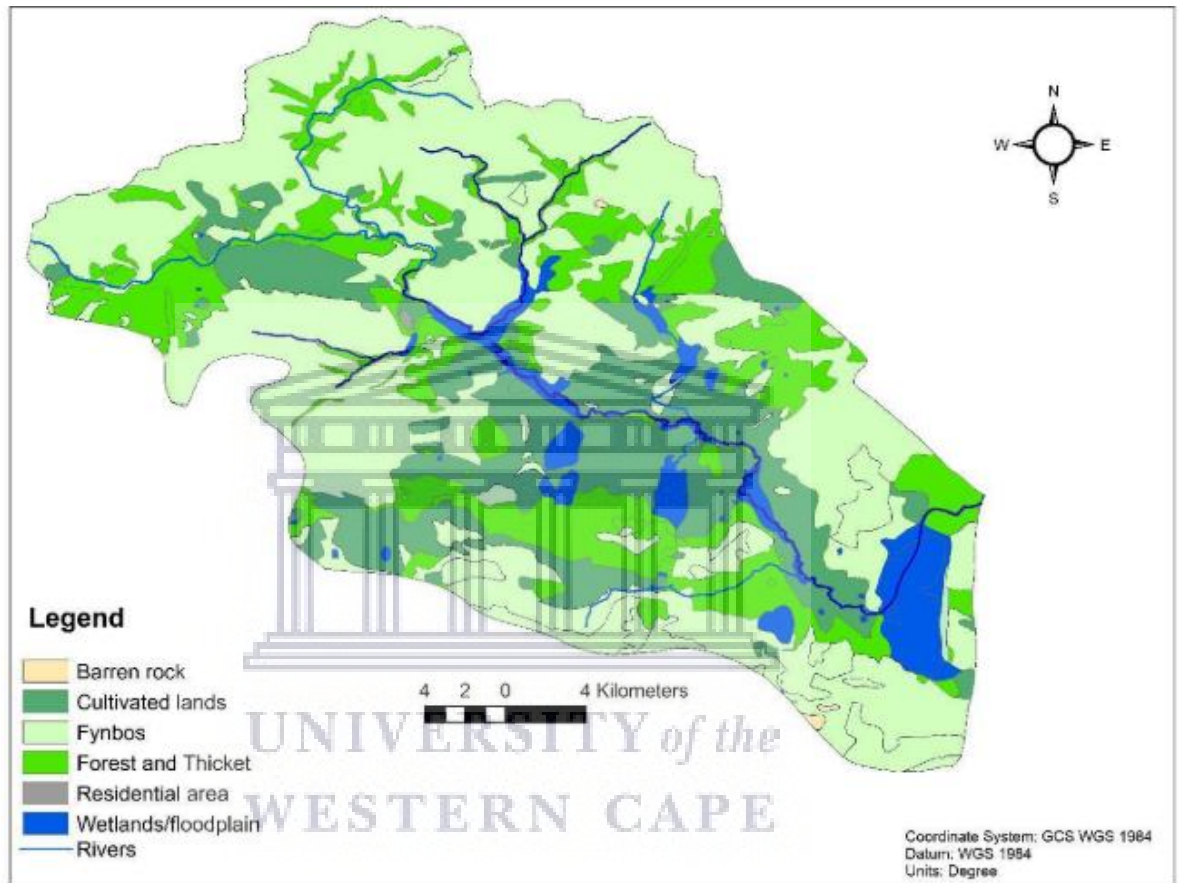 N
W E
S
Legend
Barren rock
Cultivated lands
Fynbos
Forest and Thicket
Residential area
Wetlands/floodplain
Rivers
4 2 0 4 Kilometers
UNIVERSITY of the
WESTERN CAPE
Coordinate System: GCS WGS 1984
Datum: WGS 1984
Units: Degree